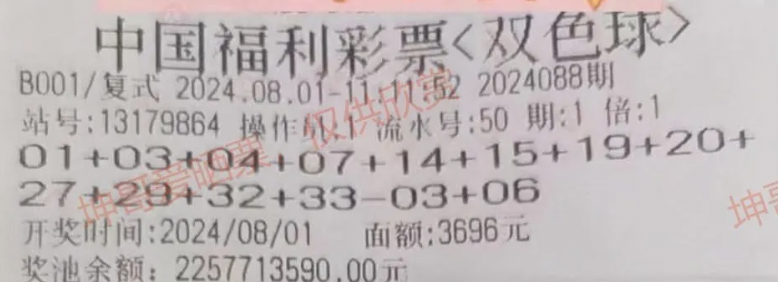 中国福利彩票<双色球>
B001/复式 2024.08.01-11:11:52 2024088期
站号:13179864 操作员:1 流水号:50 期:1 倍:1
01+03+04+07+14+15+19+20+
27+29+32+33-03+06
开奖时间:2024/08/01 面额:3696元
奖池余额: 2257713590.00元
坤哥爱晒票 仅供欣赏
坤哥